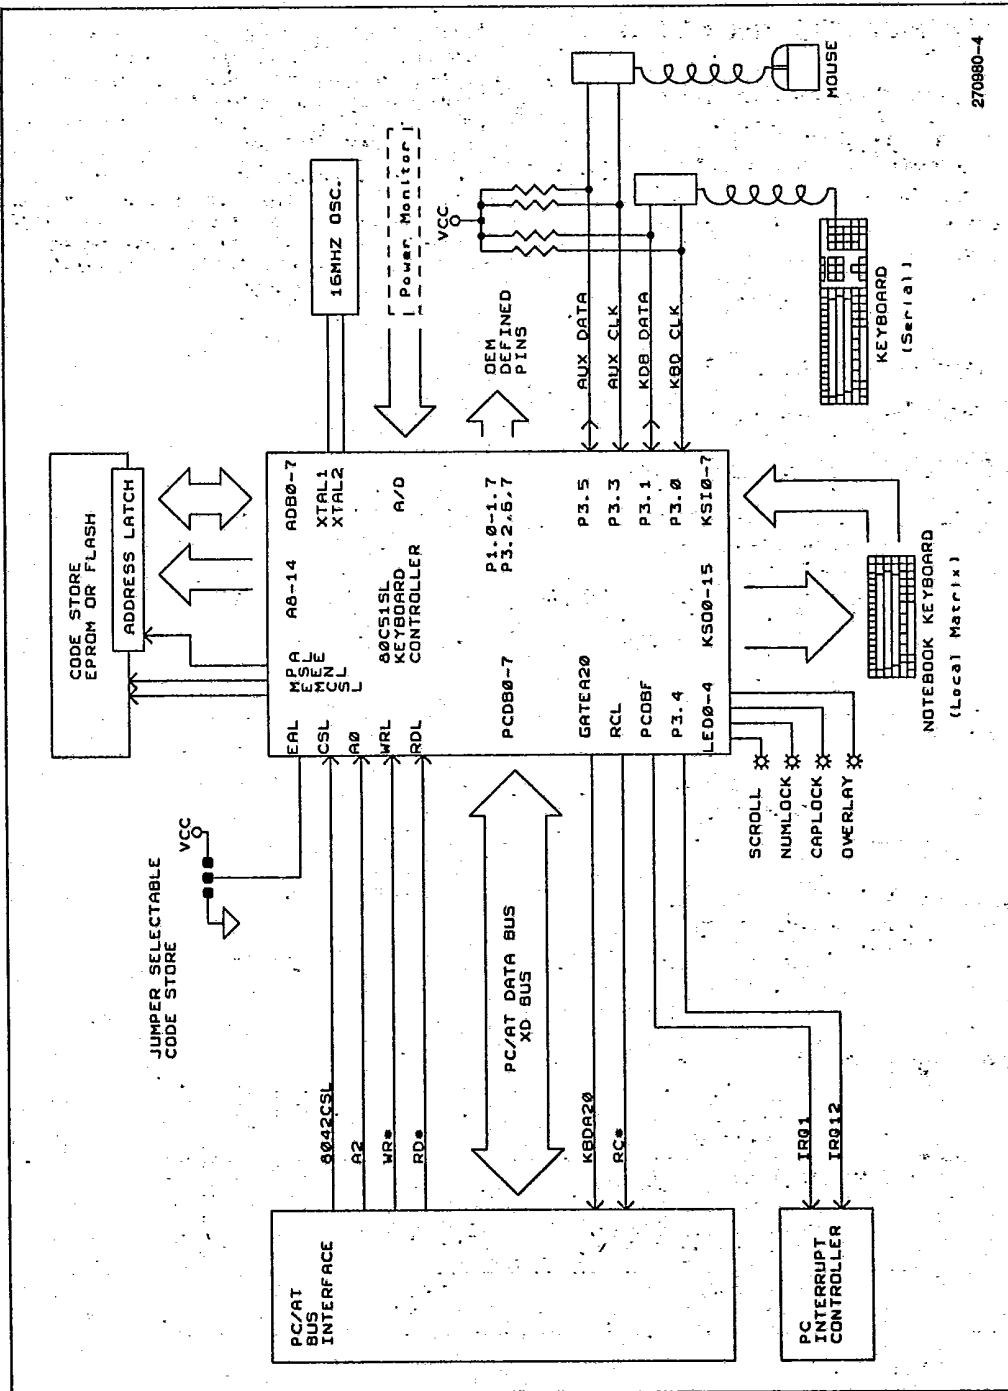 CODE STORE
EPROM OR FLASH
ADDRESS LATCH
16MHZ OSC.
Power Monitor
VCC
MOUSE
270980-4
JUMPER SELECTABLE
CODE STORE
VCC
MPA
ESL
MEE
MNL
CSL
A8-14
ADB0-7
XTAL1
XTAL2
A/D
80C51SL
KEYBOARD
CONTROLLER
EAL
CSL
A0
WRL
RDL
8042CSL
A2
WR*
RD*
OEM
DEFINED
PINS
P1.0-1.7
P3.2,6,7
PCDB0-7
PC/AT DATA BUS
XD BUS
PC/AT
BUS
INTERFACE
AUX DATA
AUX CLK
KDB DATA
KBD CLK
P3.5
P3.3
P3.1
P3.0
GATEA20
RCL
PCOBF
P3.4
KBDA20
RC*
LED0-4
KSO0-15
KSI0-7
KEYBOARD
(Serial)
SCROLL
NUMLOCK
CAPLOCK
OVERLAY
NOTEBOOK KEYBOARD
(Local Matrix)
IRQ1
IRQ12
PC
INTERRUPT
CONTROLLER